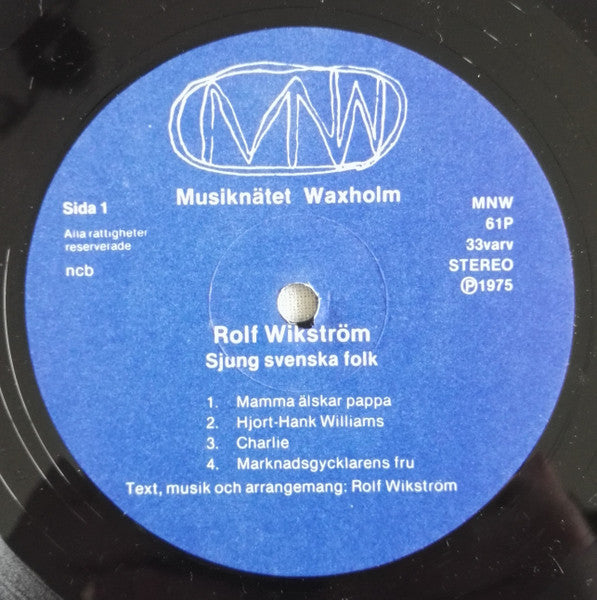 MNW
Musiknätet Waxholm
Sida 1
Alla rättigheter
reserverade
ncb
MNW
61P
33varv
STEREO
Ⓟ1975
Rolf Wikström
Sjung svenska folk
1. Mamma älskar pappa
2. Hjort-Hank Williams
3. Charlie
4. Marknadsgycklarens fru
Text, musik och arrangemang: Rolf Wikström